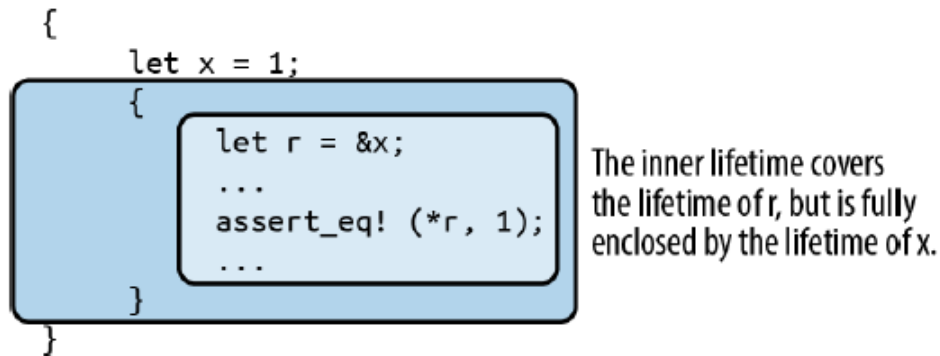 {
let x = 1;
{
let r = &x;
...
assert_eq! (*r, 1);
...
}
}
The inner lifetime covers
the lifetime of r, but is fully
enclosed by the lifetime of x.